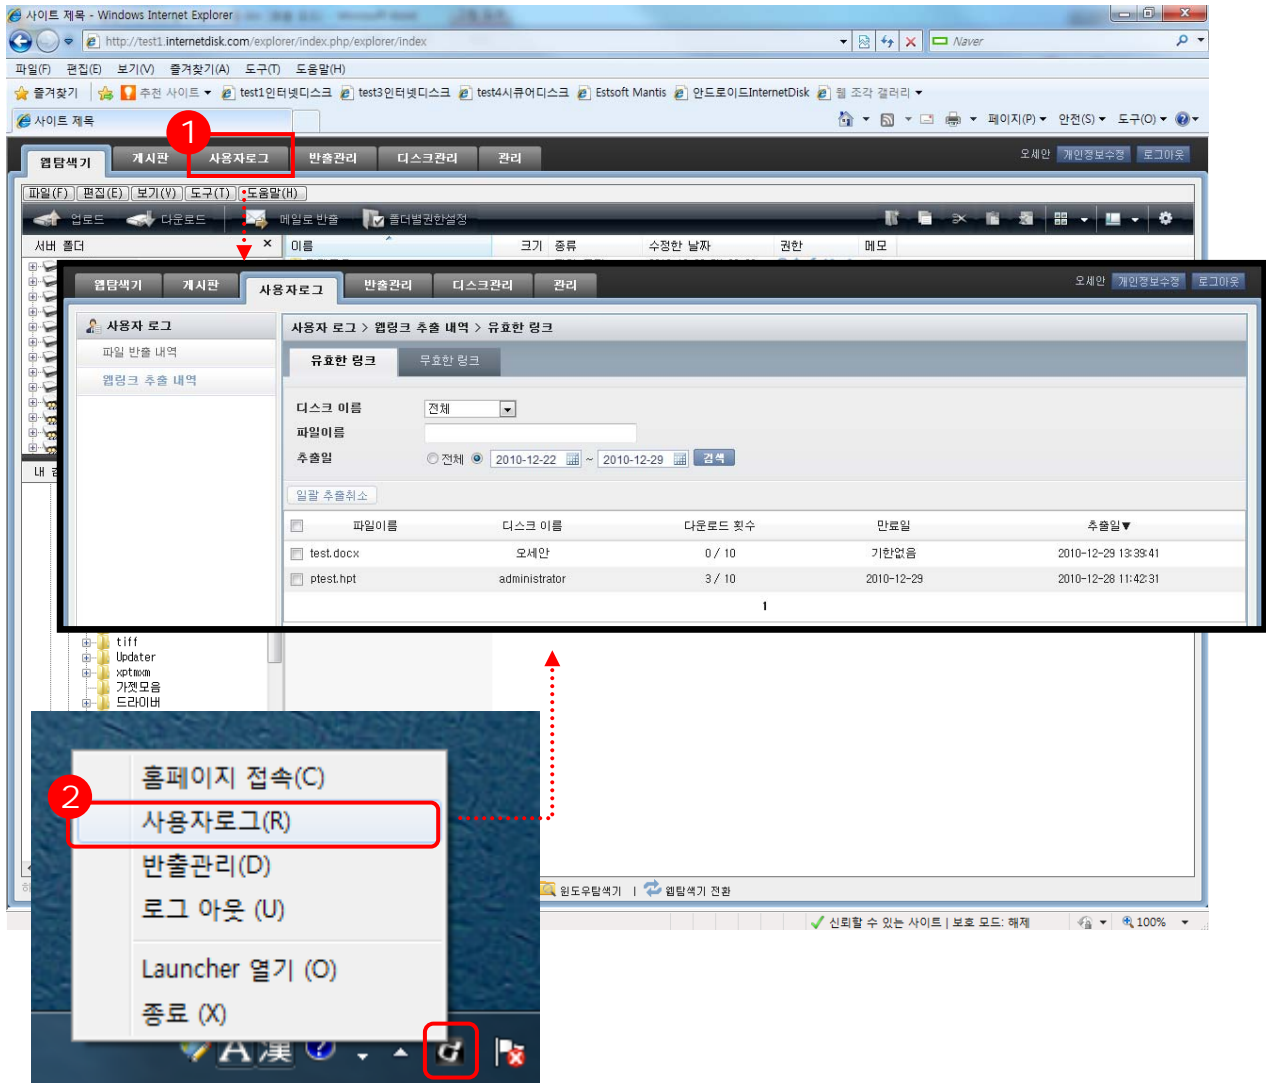 사이트 제목 - Windows Internet Explorer
http://test1.internetdisk.com/explorer/index.php/explorer/index
Naver
파일(F) 편집(E) 보기(V) 즐겨찾기(A) 도구(T) 도움말(H)
즐겨찾기 추천 사이트 test1인터넷디스크 test3인터넷디스크 test4시큐어디스크 Estsoft Mantis 안드로이드InternetDisk 웹 조각 갤러리
사이트 제목
페이지(P) 안전(S) 도구(O)
1
웹탐색기 게시판 사용자로그 반출관리 디스크관리 관리
오세안 개인정보수정 로그아웃
파일(F) 편집(E) 보기(V) 도구(T) 도움말(H)
업로드 다운로드 메일로 반출 폴더별권한설정
서버 폴더 × 이름 크기 종류 수정한 날짜 권한 메모
웹탐색기 게시판 사용자로그 반출관리 디스크관리 관리
오세안 개인정보수정 로그아웃
사용자 로그
파일 반출 내역
웹링크 추출 내역
사용자 로그 > 웹링크 추출 내역 > 유효한 링크
유효한 링크 무효한 링크
디스크 이름 전체
파일이름
추출일 전체 2010-12-22 ~ 2010-12-29 검색
일괄 추출취소
파일이름 디스크 이름 다운로드 횟수 만료일 추출일▼
test.docx 오세안 0 / 10 기한없음 2010-12-29 13:39:41
ptest.hpt administrator 3 / 10 2010-12-29 2010-12-28 11:42:31
1
내
tiff
Updater
xptmxm
가젯모음
드라이버
2
홈페이지 접속(C)
사용자로그(R)
반출관리(D)
로그 아웃 (U)
Launcher 열기 (O)
종료 (X)
A 漢
윈도우탐색기 | 웹탐색기 전환
신뢰할 수 있는 사이트 | 보호 모드: 해제
100%